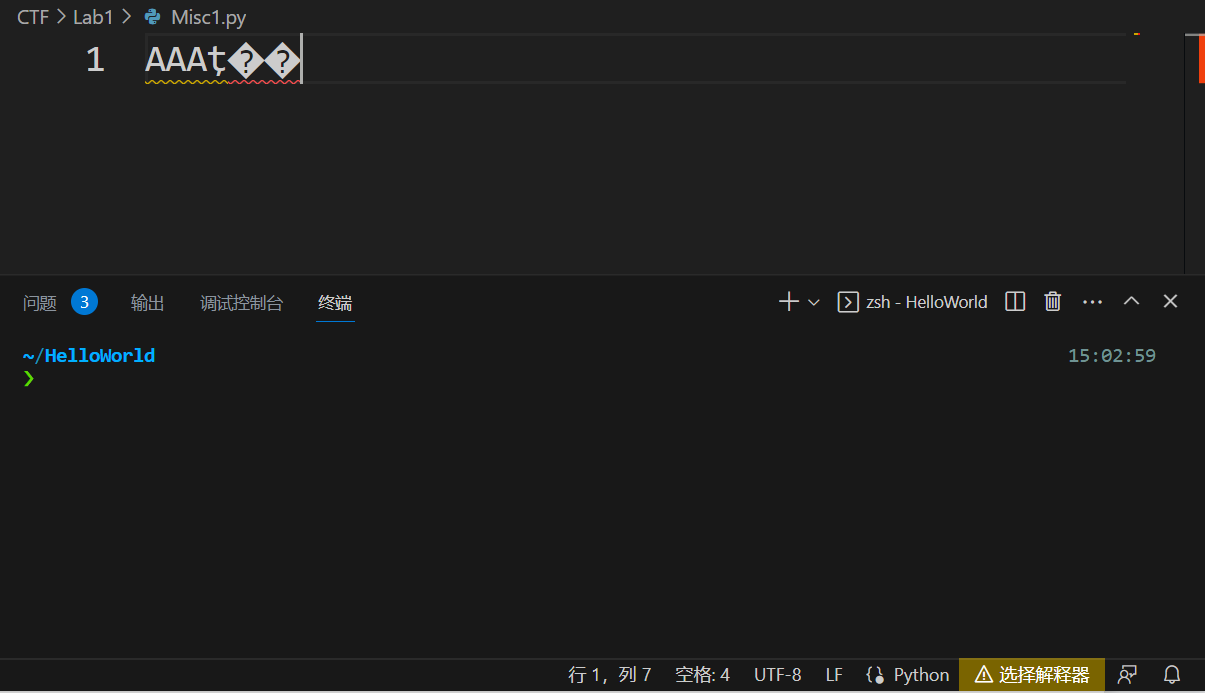 CTF > Lab1 > Misc1.py
1 AAAţ��
问题 3 输出 调试控制台 终端 zsh - HelloWorld
~/HelloWorld 15:02:59
❯
行 1，列 7 空格: 4 UTF-8 LF Python 选择解释器